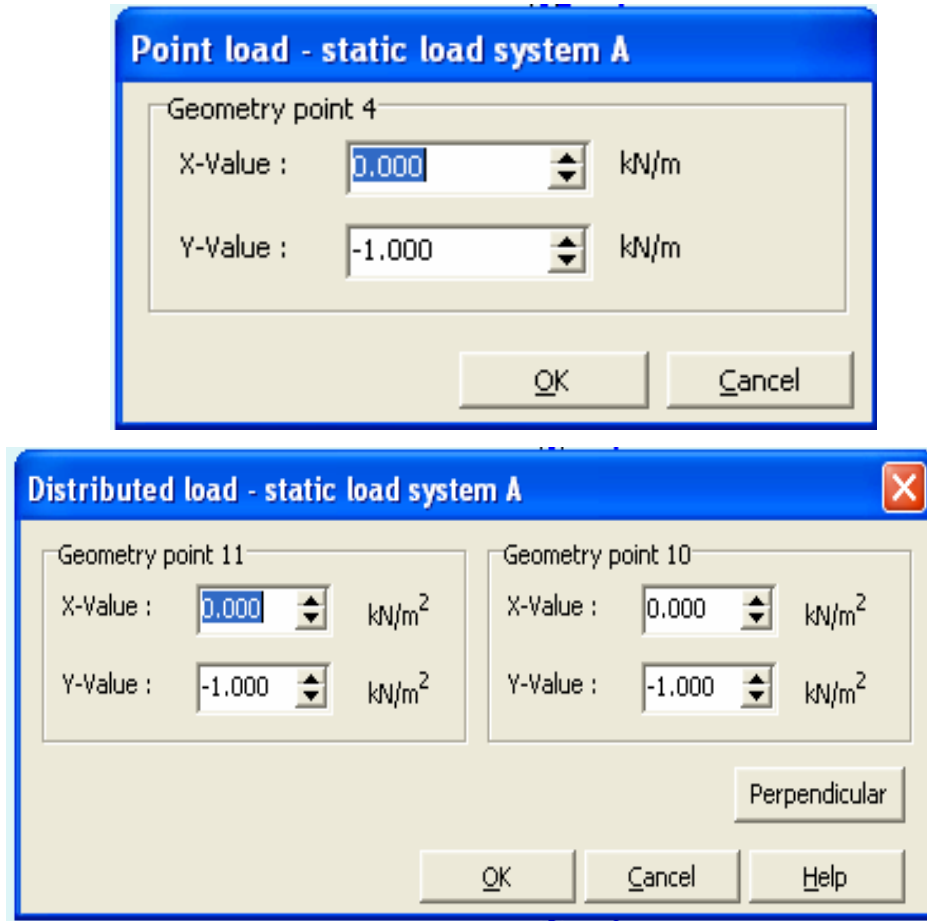 Point load - static load system A
Geometry point 4
X-Value : 0.000 kN/m
Y-Value : -1.000 kN/m
OK Cancel
Distributed load - static load system A
Geometry point 11 Geometry point 10
X-Value : 0.000 kN/m² X-Value : 0.000 kN/m²
Y-Value : -1.000 kN/m² Y-Value : -1.000 kN/m²
Perpendicular
OK Cancel Help